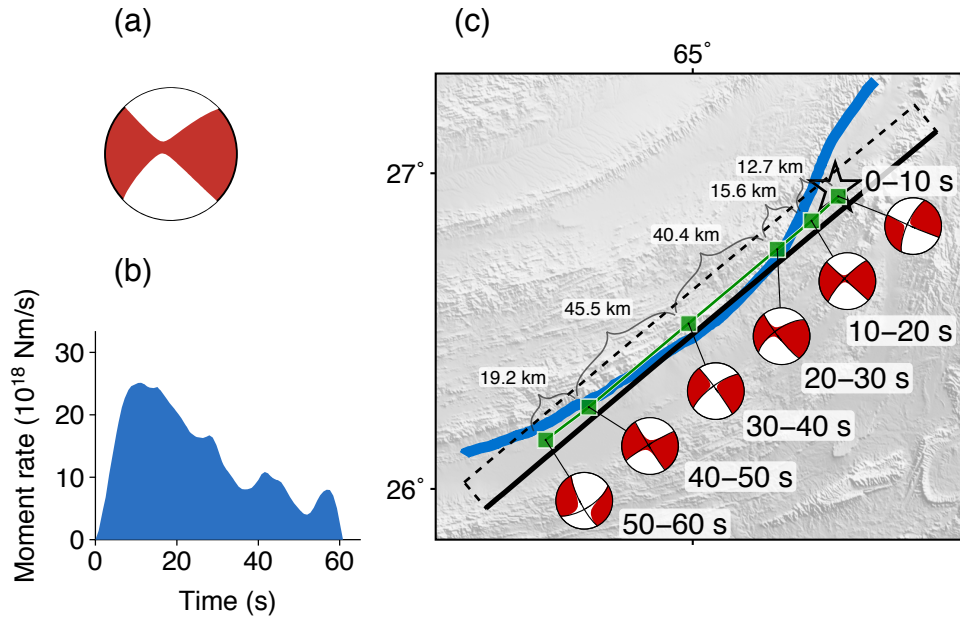 (a)
(b)
Moment rate (10¹⁸ Nm/s)
30
20
10
0
0
20
40
60
Time (s)
(c)
65°
27°
26°
12.7 km
15.6 km
40.4 km
45.5 km
19.2 km
0–10 s
10–20 s
20–30 s
30–40 s
40–50 s
50–60 s